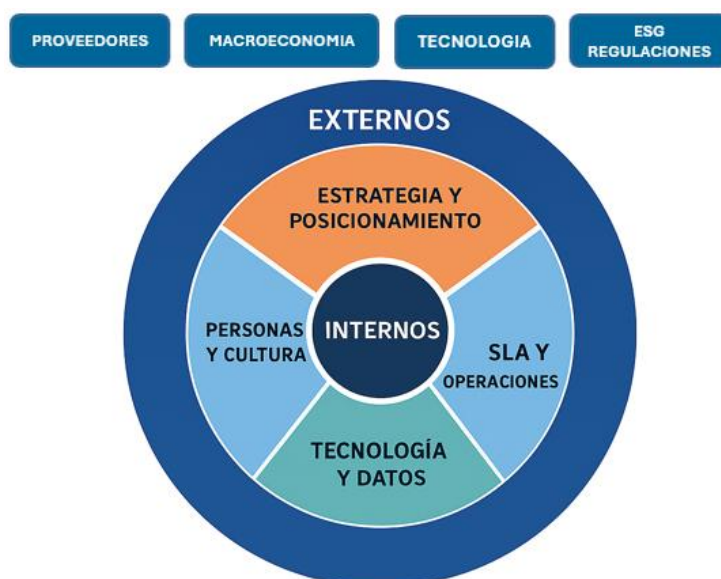 PROVEEDORES
MACROECONOMIA
TECNOLOGIA
ESG
REGULACIONES
EXTERNOS
ESTRATEGIA Y
POSICIONAMIENTO
PERSONAS
Y CULTURA
INTERNOS
SLA Y
OPERACIONES
TECNOLOGÍA
Y DATOS